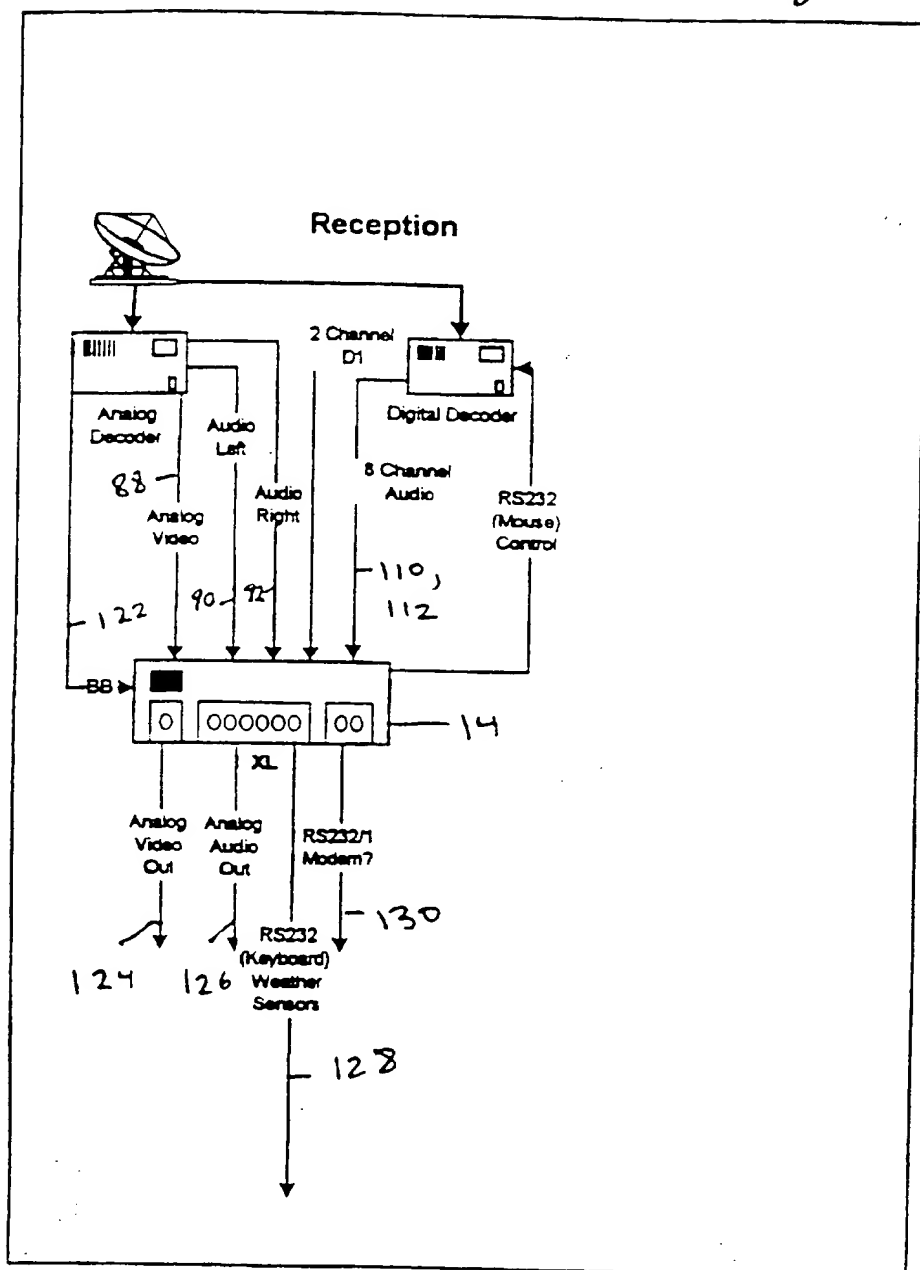 Reception
2 Channel
D1
Analog
Decoder
Digital Decoder
Audio
Left
88
8 Channel
Audio
Audio
Right
RS232
(Mouse)
Control
Analog
Video
110,
112
90
92
122
BB
14
XL
Analog
Video
Out
Analog
Audio
Out
RS232/1
Modem?
130
RS232
(Keyboard)
Weather
Sensors
124
126
128